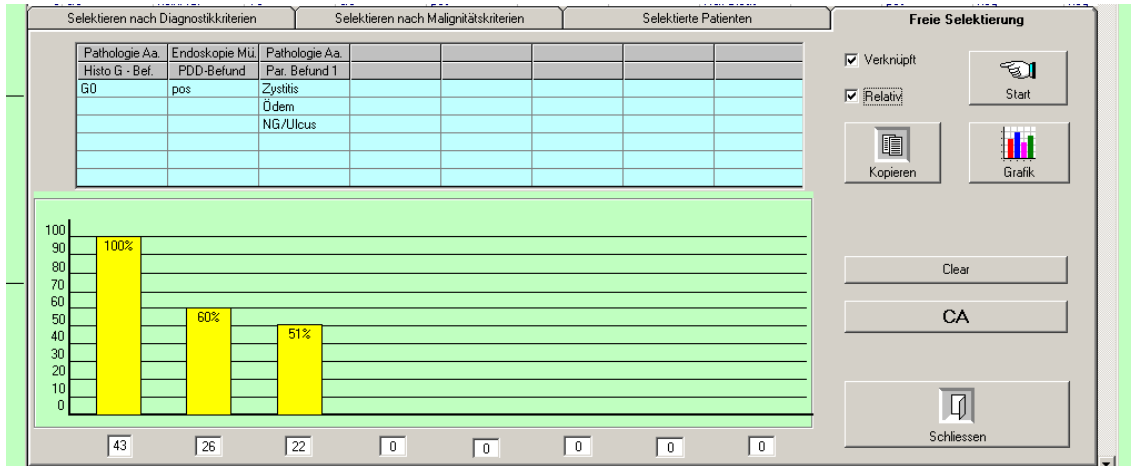 Selektieren nach Diagnostikkriterien Selektieren nach Malignitätskriterien Selektierte Patienten Freie Selektierung
Pathologie Aa. Endoskopie Mü. Pathologie Aa.
Histo G - Bef. PDD-Befund Par. Befund 1
G0 pos Zystitis
Ödem
NG/Ulcus
Verknüpft
Relativ
Start
Kopieren
Grafik
100
90
80
70
60
50
40
30
20
10
0
100%
60%
51%
43 26 22 0 0 0 0 0
Clear
CA
Schliessen